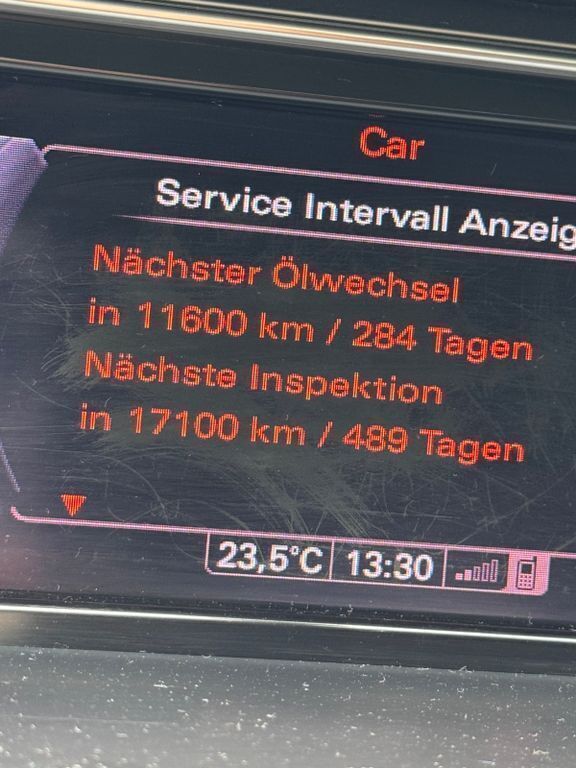 Car
Service Intervall Anzeig
Nächster Ölwechsel
in 11600 km / 284 Tagen
Nächste Inspektion
in 17100 km / 489 Tagen
23,5°C 13:30